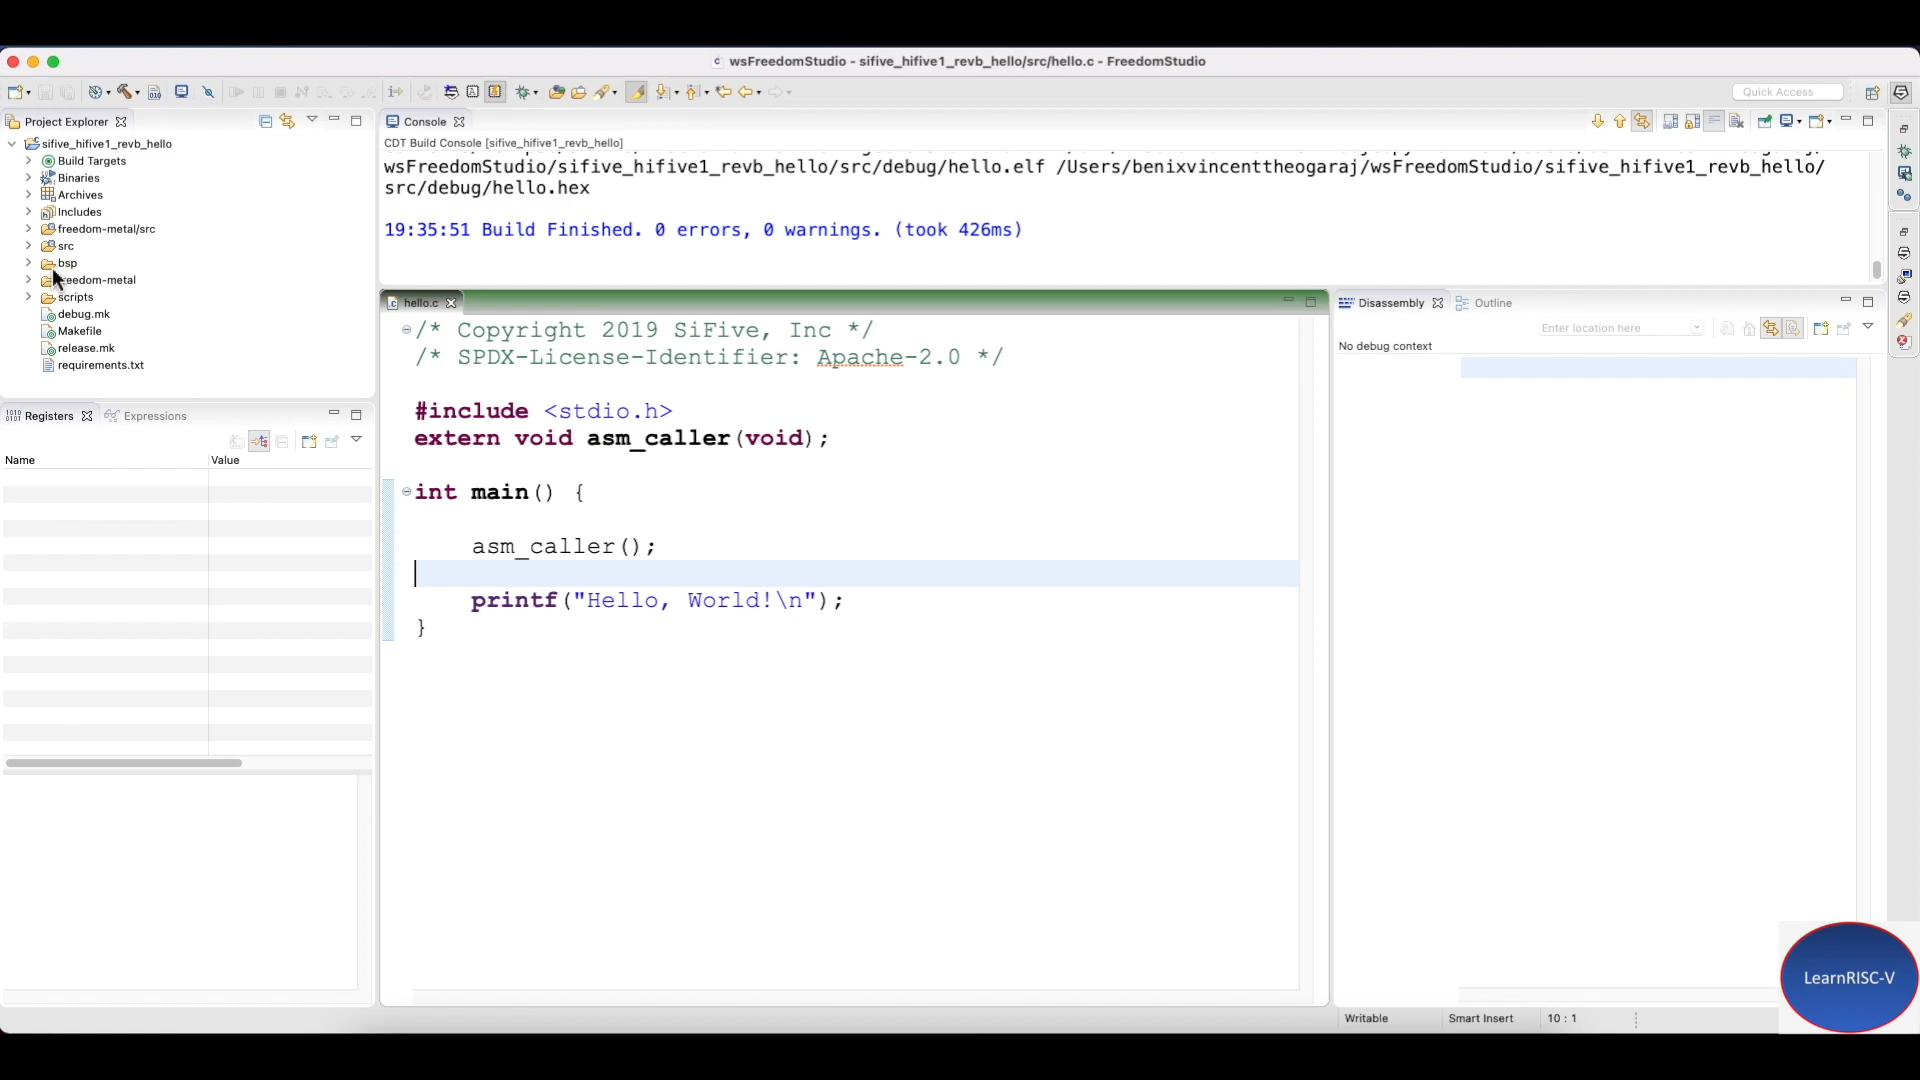 wsFreedomStudio - sifive_hifive1_revb_hello/src/hello.c - FreedomStudio
Quick Access
Project Explorer
sifive_hifive1_revb_hello
Build Targets
Binaries
Archives
Includes
freedom-metal/src
src
bsp
freedom-metal
scripts
debug.mk
Makefile
release.mk
requirements.txt
Registers
Expressions
Name
Value
Console
CDT Build Console [sifive_hifive1_revb_hello]
wsFreedomStudio/sifive_hifive1_revb_hello/src/debug/hello.elf /Users/benixvincenttheogaraj/wsFreedomStudio/sifive_hifive1_revb_hello/
src/debug/hello.hex
19:35:51 Build Finished. 0 errors, 0 warnings. (took 426ms)
hello.c
/* Copyright 2019 SiFive, Inc */
/* SPDX-License-Identifier: Apache-2.0 */
#include <stdio.h>
extern void asm_caller(void);
int main() {
asm_caller();
printf("Hello, World!\n");
}
Disassembly
Outline
Enter location here
No debug context
Writable
Smart Insert
10 : 1
LearnRISC-V